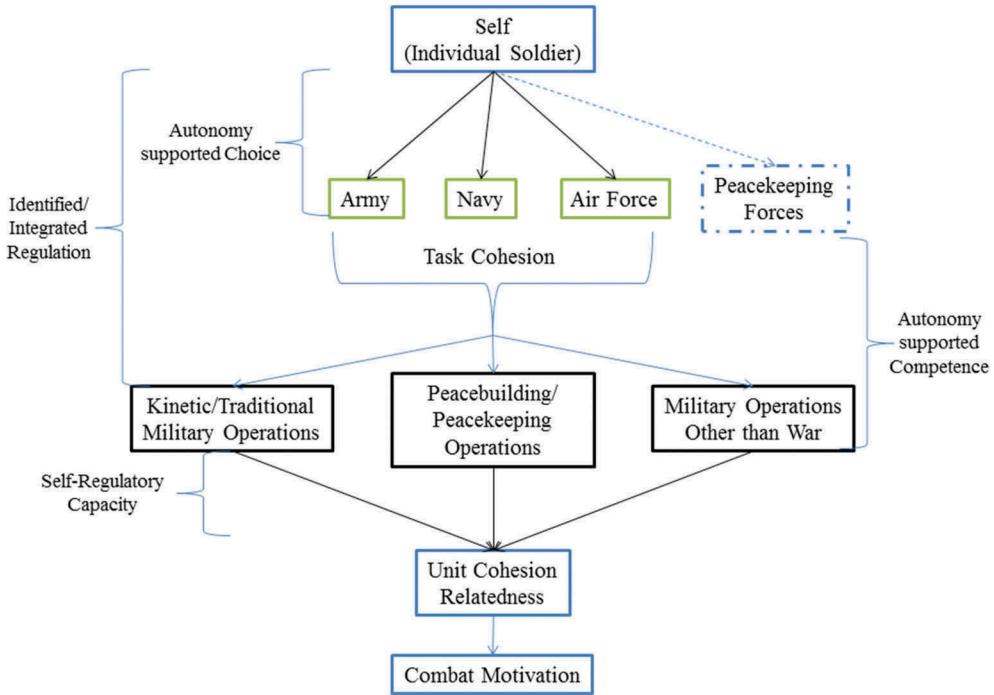 Self
(Individual Soldier)
Autonomy
supported Choice
Army
Navy
Air Force
Peacekeeping
Forces
Identified/
Integrated
Regulation
Task Cohesion
Autonomy
supported
Competence
Kinetic/Traditional
Military Operations
Peacebuilding/
Peacekeeping
Operations
Military Operations
Other than War
Self-Regulatory
Capacity
Unit Cohesion
Relatedness
Combat Motivation